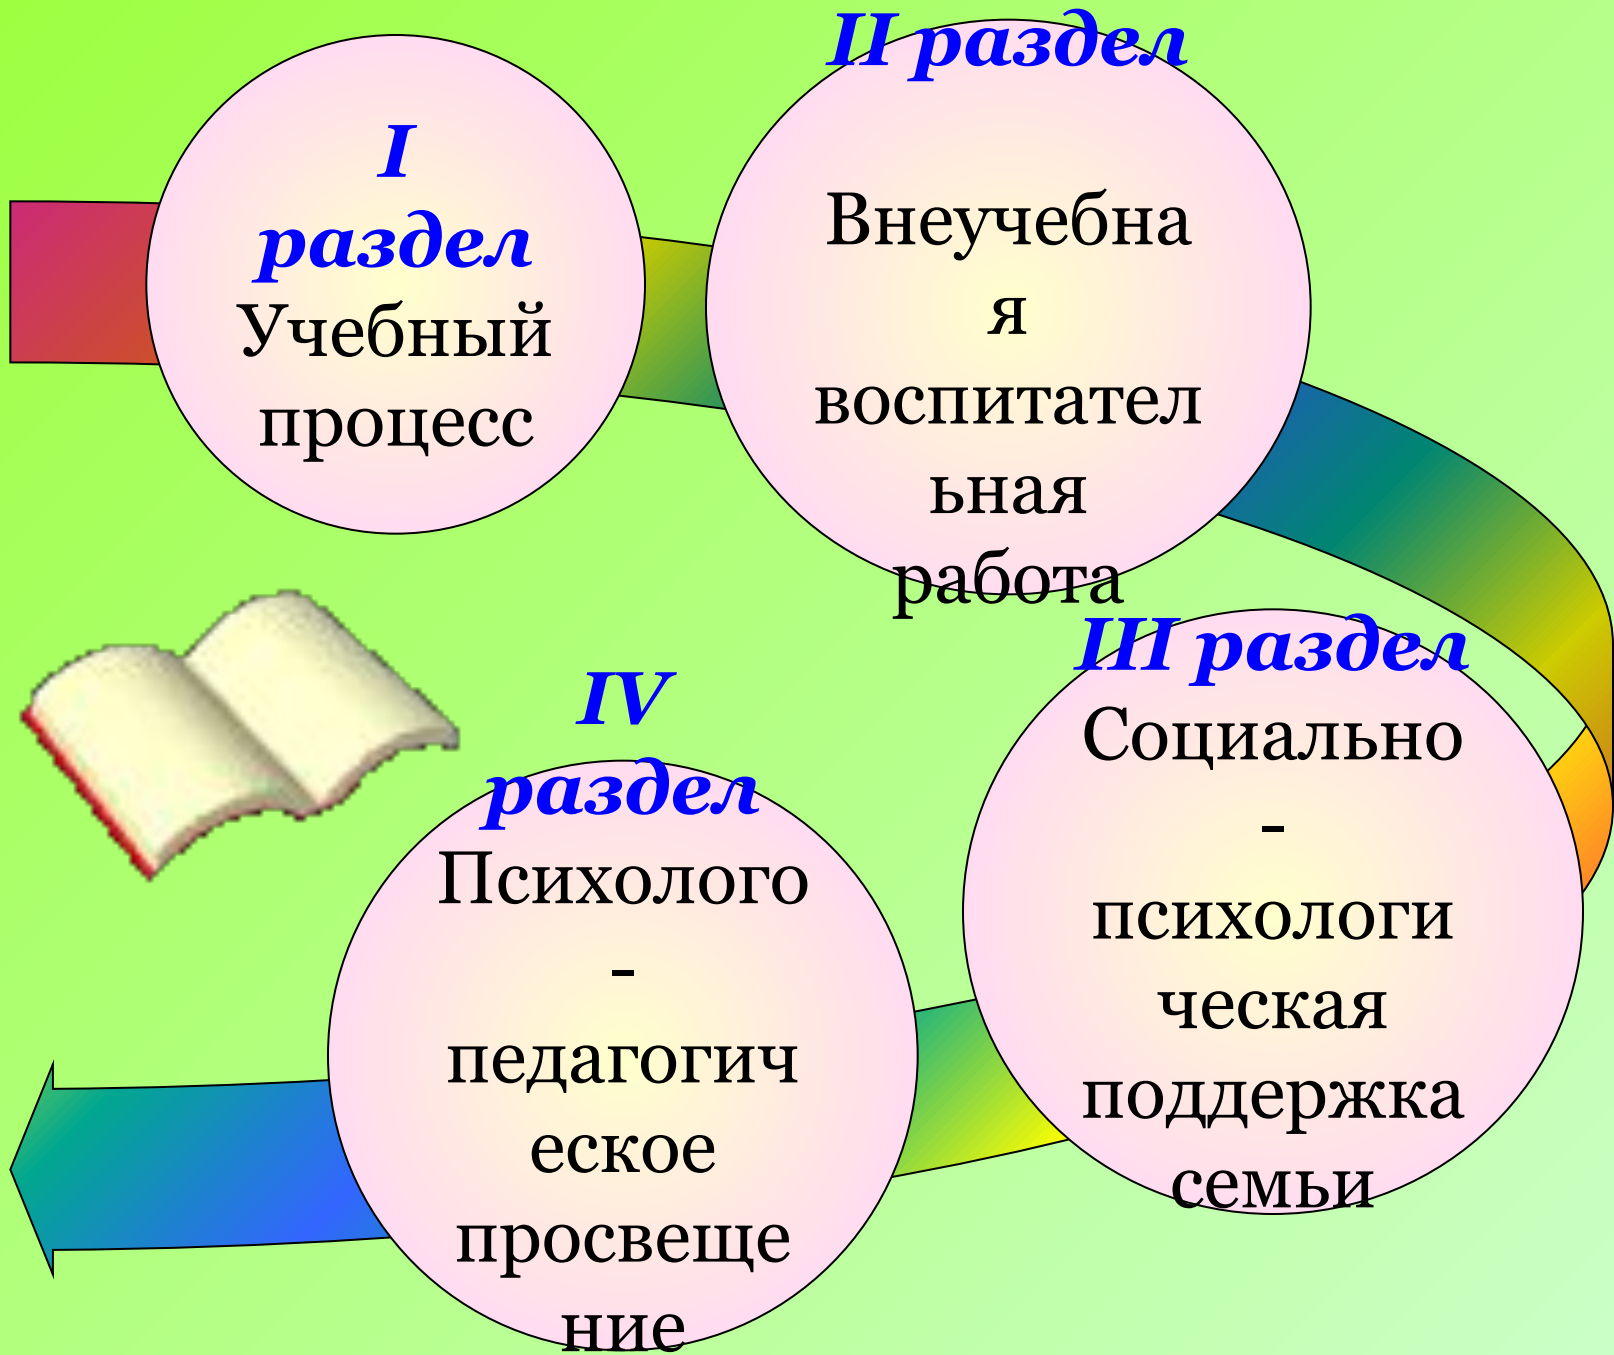 I
раздел
Учебный
процесс
II раздел
Внеучебна
я
воспитател
ьная
работа
III раздел
Социально
-
психологи
ческая
поддержка
семьи
IV
раздел
Психолого
-
педагогич
еское
просвеще
ние